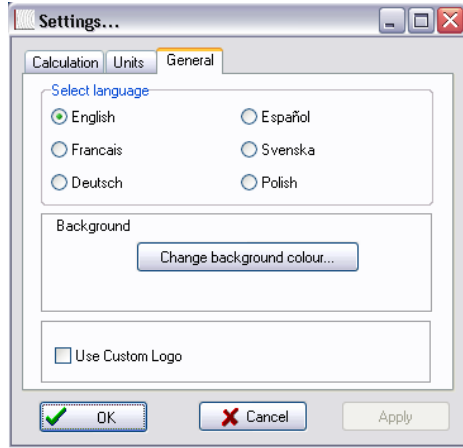 Settings...
Calculation Units General
Select language
English Español
Francais Svenska
Deutsch Polish
Background
Change background colour...
Use Custom Logo
OK Cancel Apply